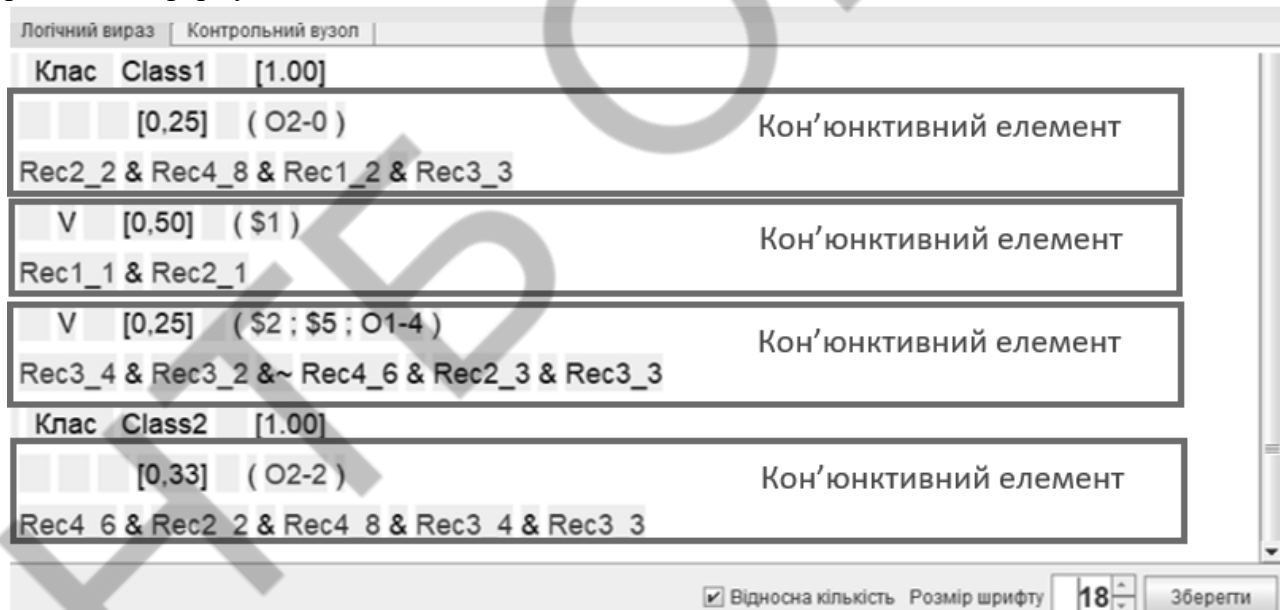 Логічний вираз Контрольний вузол
Клас Class1 [1.00]
[0,25] ( O2-0 ) Кон’юнктивний елемент
Rec2_2 & Rec4_8 & Rec1_2 & Rec3_3
V [0,50] ( $1 ) Кон’юнктивний елемент
Rec1_1 & Rec2_1
V [0,25] ( $2 ; $5 ; O1-4 ) Кон’юнктивний елемент
Rec3_4 & Rec3_2 &~ Rec4_6 & Rec2_3 & Rec3_3
Клас Class2 [1.00]
[0,33] ( O2-2 ) Кон’юнктивний елемент
Rec4_6 & Rec2_2 & Rec4_8 & Rec3_4 & Rec3_3
Відносна кількість Розмір шрифту 18 Зберегти
НТБ